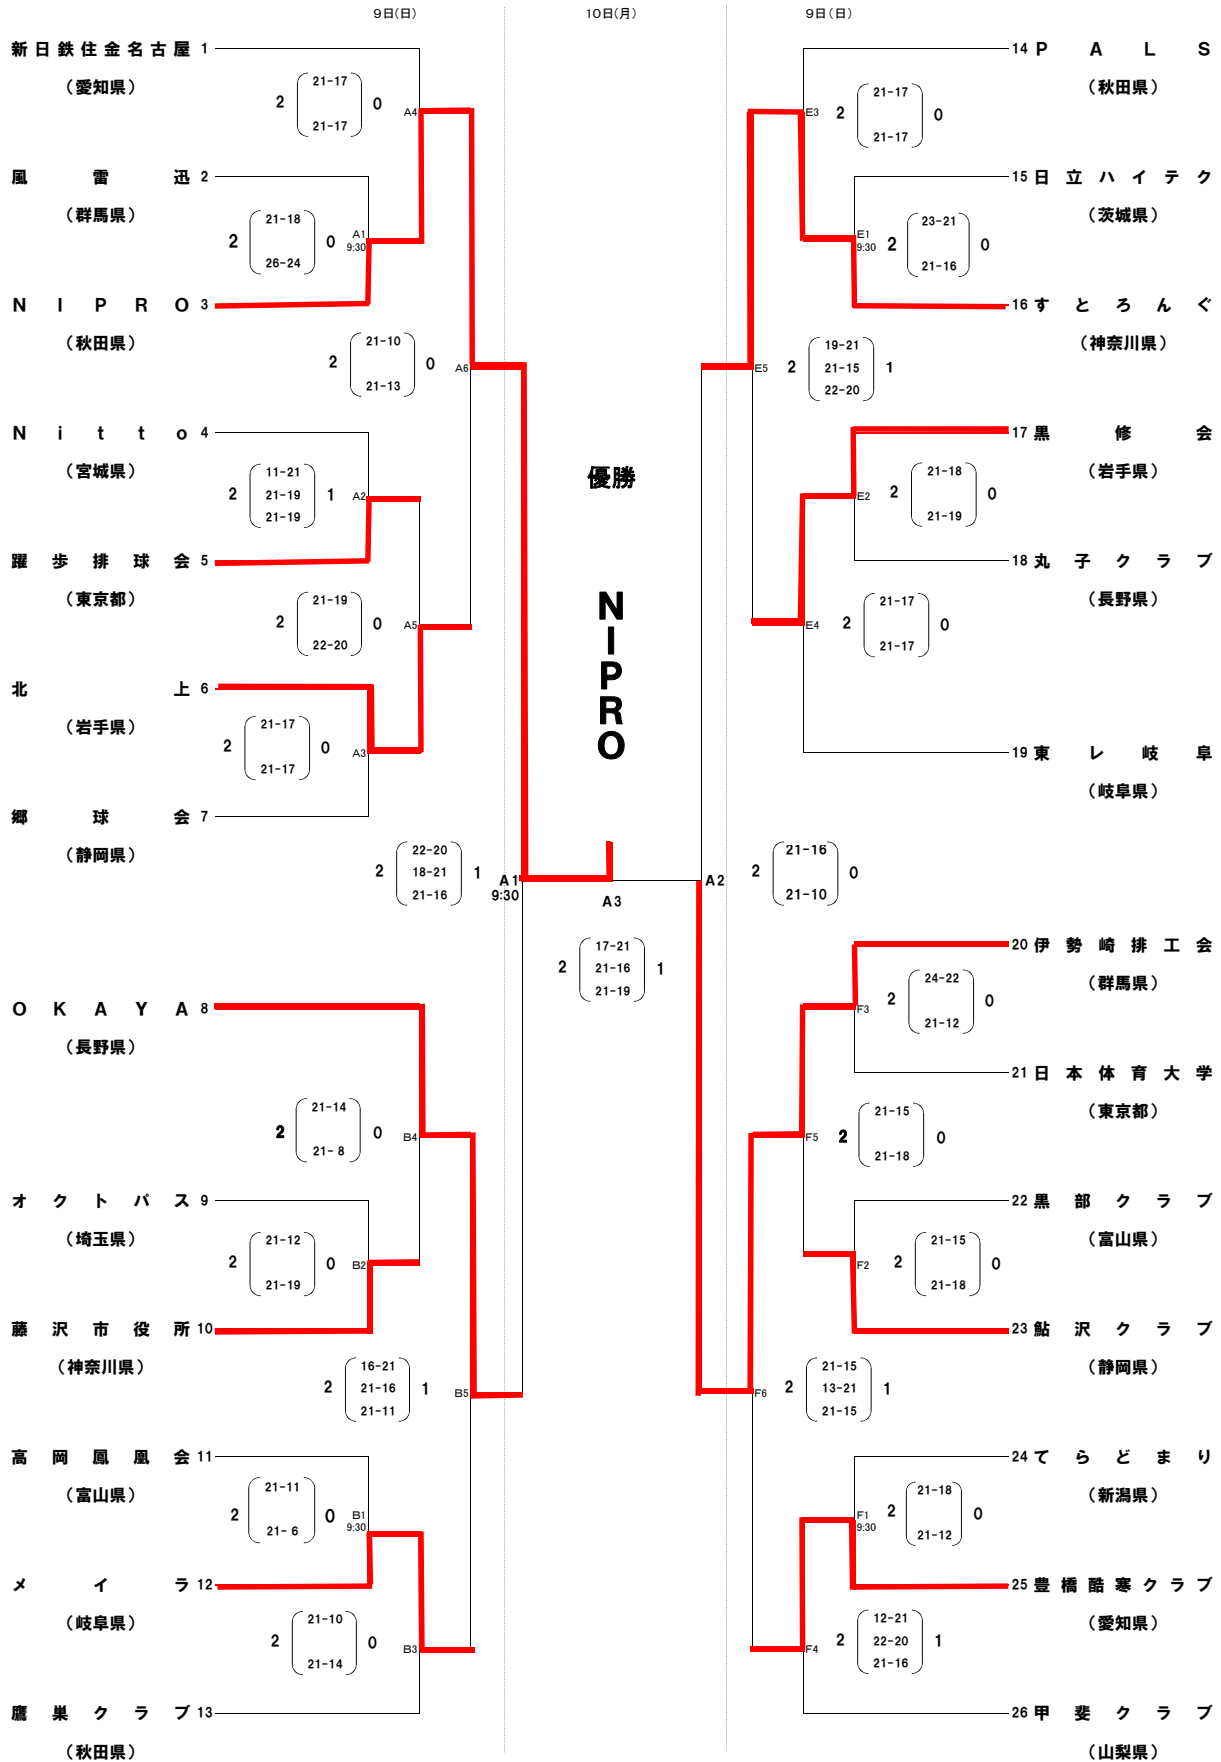 9日(日)
10日(月)
9日(日)
新日鉄住金名古屋 1
（愛知県）
21-17
2 0
21-17
A4
風雷迅 2
（群馬県）
21-18
2 0
26-24
A1
9:30
NIPRO 3
（秋田県）
21-10
2 0
21-13
A6
Nitto 4
（宮城県）
11-21
2 21-19 1
21-19
A2
躍歩排球会 5
（東京都）
21-19
2 0
22-20
A5
北上 6
（岩手県）
21-17
2 0
21-17
A3
郷球会 7
（静岡県）
22-20
2 18-21 1
21-16
A1
9:30
OKAYA 8
（長野県）
21-14
2 0
21- 8
B4
オクトパス 9
（埼玉県）
21-12
2 0
21-19
B2
藤沢市役所 10
（神奈川県）
16-21
2 21-16 1
21-11
B5
高岡鳳凰会 11
（富山県）
21-11
2 0
21- 6
B1
9:30
メイラ 12
（岐阜県）
21-10
2 0
21-14
B3
鷹巣クラブ 13
（秋田県）
優勝
NIPRO
A3
17-21
2 21-16 1
21-19
14 PALS
（秋田県）
E3
21-17
2 0
21-17
15 日立ハイテク
（茨城県）
E1
9:30
23-21
2 0
21-16
16 すとろんぐ
（神奈川県）
E5
19-21
2 21-15 1
22-20
17 黒修会
（岩手県）
E2
21-18
2 0
21-19
18 丸子クラブ
（長野県）
E4
21-17
2 0
21-17
19 東レ岐阜
（岐阜県）
A2
21-16
2 0
21-10
20 伊勢崎排工会
（群馬県）
F3
24-22
2 0
21-12
21 日本体育大学
（東京都）
F5
21-15
2 0
21-18
22 黒部クラブ
（富山県）
F2
21-15
2 0
21-18
23 鮎沢クラブ
（静岡県）
F6
21-15
2 13-21 1
21-15
24 てらどまり
（新潟県）
F1
9:30
21-18
2 0
21-12
25 豊橋酷寒クラブ
（愛知県）
F4
12-21
2 22-20 1
21-16
26 甲斐クラブ
（山梨県）